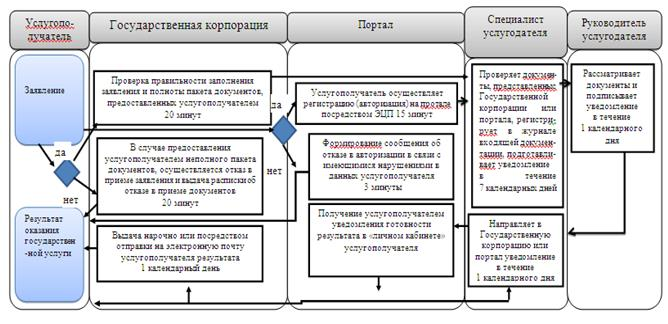 Услугопо-
лучатель
Государственная корпорация
Портал
Специалист
услугодателя
Руководитель
услугодателя
Заявление
да
нет
Результат
оказания
государствен
-ной услуги
Проверка правильности заполнения
заявления и полноты пакета документов,
предоставленных услугополучателем
20 минут
В случае предоставления
услугополучателем неполного пакета
документов, осуществляется отказ в
приеме заявления и выдача расписки об
отказе в приеме документов
20 минут
Выдача нарочно или посредством
отправки на электронную почту
услугополучателя результата
1 календарный день
да
нет
Услугополучатель осуществляет
регистрацию (авторизация) на портале
посредством ЭЦП 15 минут
Формирование сообщения об
отказе в авторизации в связи с
имеющимися нарушениями в
данных услугополучателя
3 минуты
Получение услугополучателем
уведомления готовности
результата в «личном кабинете»
услугополучателя
Проверяет докумен-
ты, представленных
Государственной
корпорации или
портала, регистри-
рует в журнале
входящей докумен-
тации, подготавли-
вает уведомление
в течение
7 календарных дней
Направляет в
Государственную
корпорацию или
портал уведомление
в течение
1 календарного дня
Рассматривает
документы и
подписывает
уведомление
в течение
1 календарного
дня